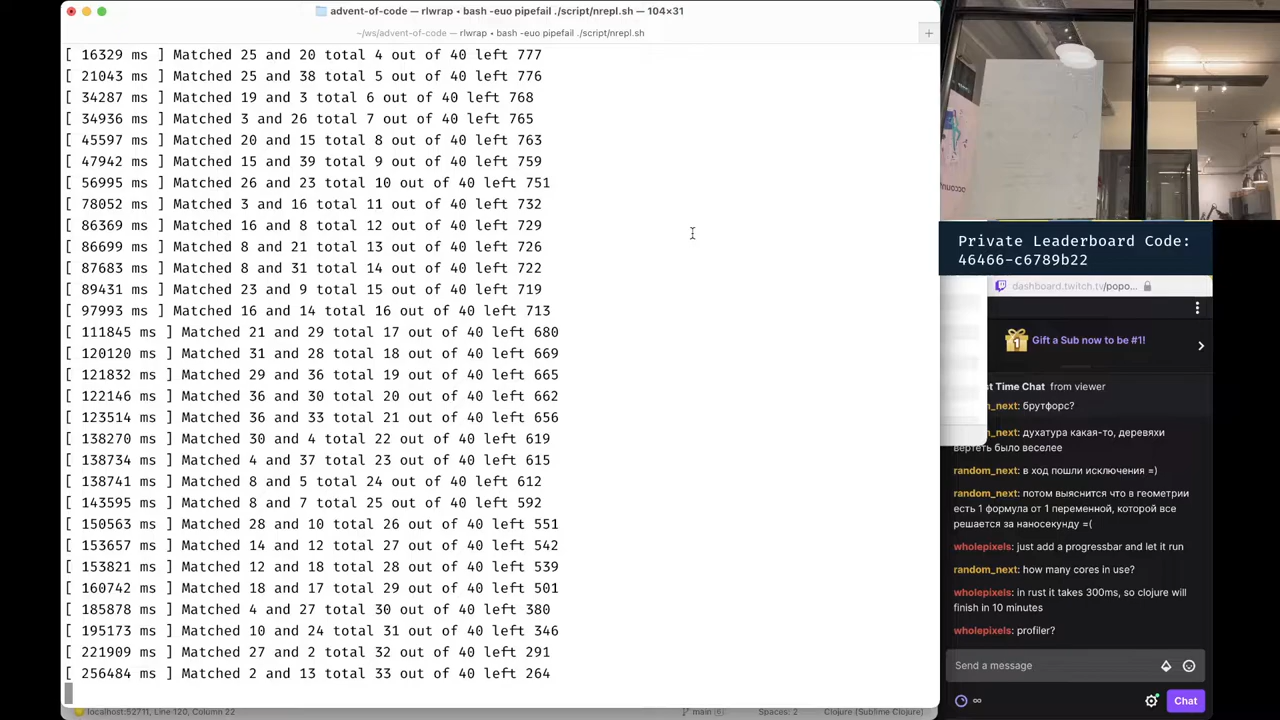 advent-of-code — rlwrap • bash -euo pipefail ./script/nrepl.sh — 104×31
~/ws/advent-of-code — rlwrap • bash -euo pipefail ./script/nrepl.sh
[ 16329 ms ] Matched 25 and 20 total 4 out of 40 left 777
[ 21043 ms ] Matched 25 and 38 total 5 out of 40 left 776
[ 34287 ms ] Matched 19 and 3 total 6 out of 40 left 768
[ 34936 ms ] Matched 3 and 26 total 7 out of 40 left 765
[ 45597 ms ] Matched 20 and 15 total 8 out of 40 left 763
[ 47942 ms ] Matched 15 and 39 total 9 out of 40 left 759
[ 56995 ms ] Matched 26 and 23 total 10 out of 40 left 751
[ 78052 ms ] Matched 3 and 16 total 11 out of 40 left 732
[ 86369 ms ] Matched 16 and 8 total 12 out of 40 left 729
[ 86699 ms ] Matched 8 and 21 total 13 out of 40 left 726
[ 87683 ms ] Matched 8 and 31 total 14 out of 40 left 722
[ 89431 ms ] Matched 23 and 9 total 15 out of 40 left 719
[ 97993 ms ] Matched 16 and 14 total 16 out of 40 left 713
[ 111845 ms ] Matched 21 and 29 total 17 out of 40 left 680
[ 120120 ms ] Matched 31 and 28 total 18 out of 40 left 669
[ 121832 ms ] Matched 29 and 36 total 19 out of 40 left 665
[ 122146 ms ] Matched 36 and 30 total 20 out of 40 left 662
[ 123514 ms ] Matched 36 and 33 total 21 out of 40 left 656
[ 138270 ms ] Matched 30 and 4 total 22 out of 40 left 619
[ 138734 ms ] Matched 4 and 37 total 23 out of 40 left 615
[ 138741 ms ] Matched 8 and 5 total 24 out of 40 left 612
[ 143595 ms ] Matched 8 and 7 total 25 out of 40 left 592
[ 150563 ms ] Matched 28 and 10 total 26 out of 40 left 551
[ 153657 ms ] Matched 14 and 12 total 27 out of 40 left 542
[ 153821 ms ] Matched 12 and 18 total 28 out of 40 left 539
[ 160742 ms ] Matched 18 and 17 total 29 out of 40 left 501
[ 185878 ms ] Matched 4 and 27 total 30 out of 40 left 380
[ 195173 ms ] Matched 10 and 24 total 31 out of 40 left 346
[ 221909 ms ] Matched 27 and 2 total 32 out of 40 left 291
[ 256484 ms ] Matched 2 and 13 total 33 out of 40 left 264
localhost:52711, Line 120, Column 22
main (6)
Spaces: 2
Clojure (Sublime Clojure)
Private Leaderboard Code:
46466-c6789b22
dashboard.twitch.tv/popo...
1
Gift a Sub now to be #1!
st Time Chat from viewer
m_next: брутфорс?
m_next: духатура какая-то, деревяхи
вертеть было веселее
random_next: в ход пошли исключения =)
random_next: потом выяснится что в геометрии
есть 1 формула от 1 переменной, которой все
решается за наносекунду =(
wholepixels: just add a progressbar and let it run
random_next: how many cores in use?
wholepixels: in rust it takes 300ms, so clojure will
finish in 10 minutes
wholepixels: profiler?
Send a message
∞
Chat